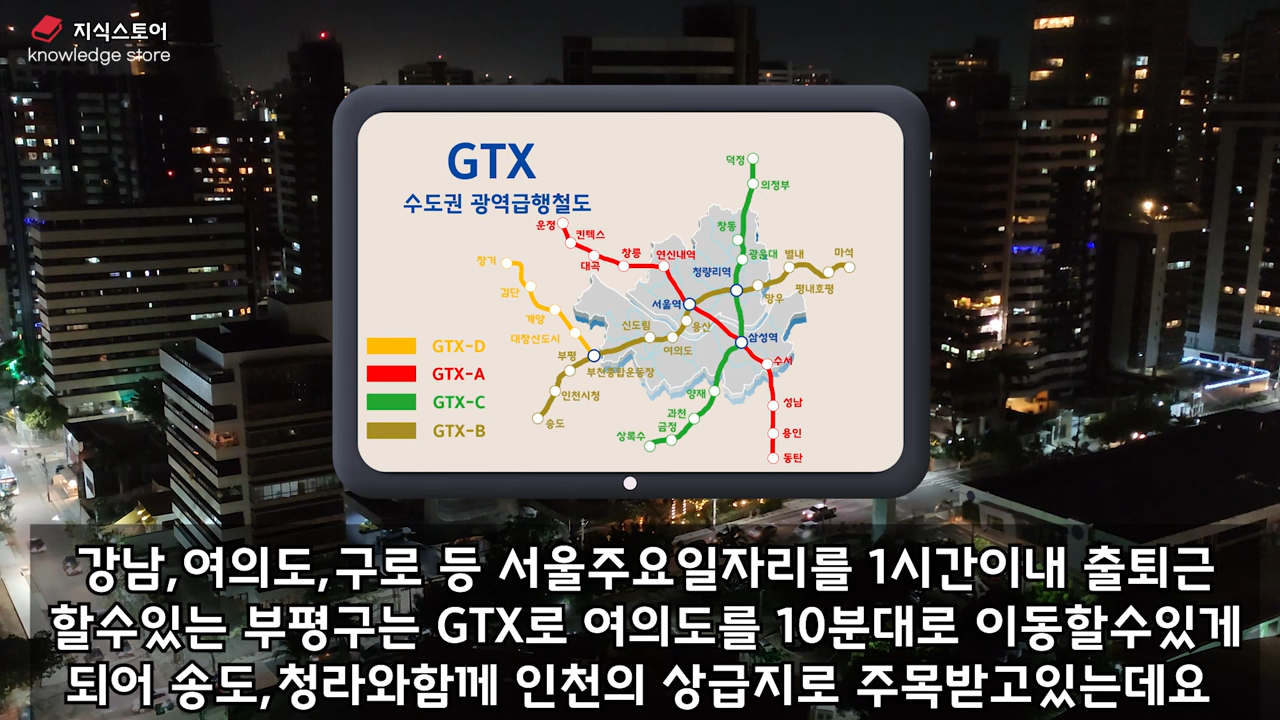 지식스토어
knowledge store
GTX
수도권 광역급행철도
덕정
의정부
운정
킨텍스
창동
창릉
연신내역
광운대
별내
마석
장기
대곡
청량리역
검단
망우
평내호평
서울역
계양
신도림
용산
대장신도시
삼성역
부평
여의도
수서
부천종합운동장
GTX-D
GTX-A
GTX-C
GTX-B
인천시청
양재
성남
과천
송도
금정
상록수
용인
동탄
강남,여의도,구로 등 서울주요일자리를 1시간이내 출퇴근
할수있는 부평구는 GTX로 여의도를 10분대로 이동할수있게
되어 송도,청라와함께 인천의 상급지로 주목받고있는데요